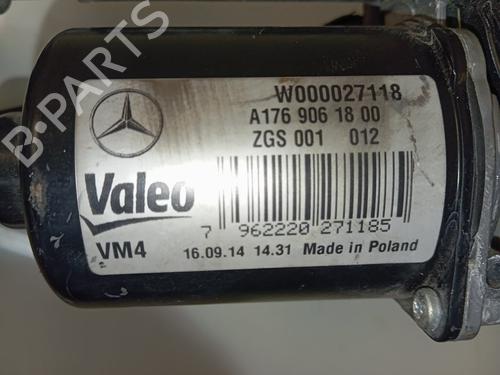 B-PARTS
W000027118
A176 906 18 00
ZGS 001 012
Valeo
7 962220 271185
VM4 16.09.14 14.31 Made in Poland